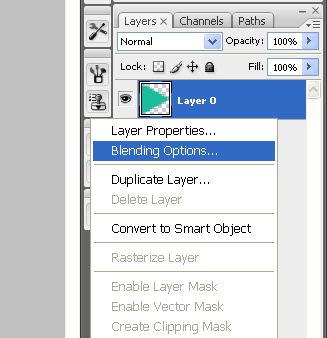 Layers × Channels Paths
Normal Opacity: 100%
Lock: Fill: 100%
Layer 0
Layer Properties...
Blending Options...
Duplicate Layer...
Delete Layer
Convert to Smart Object
Rasterize Layer
Enable Layer Mask
Enable Vector Mask
Create Clipping Mask